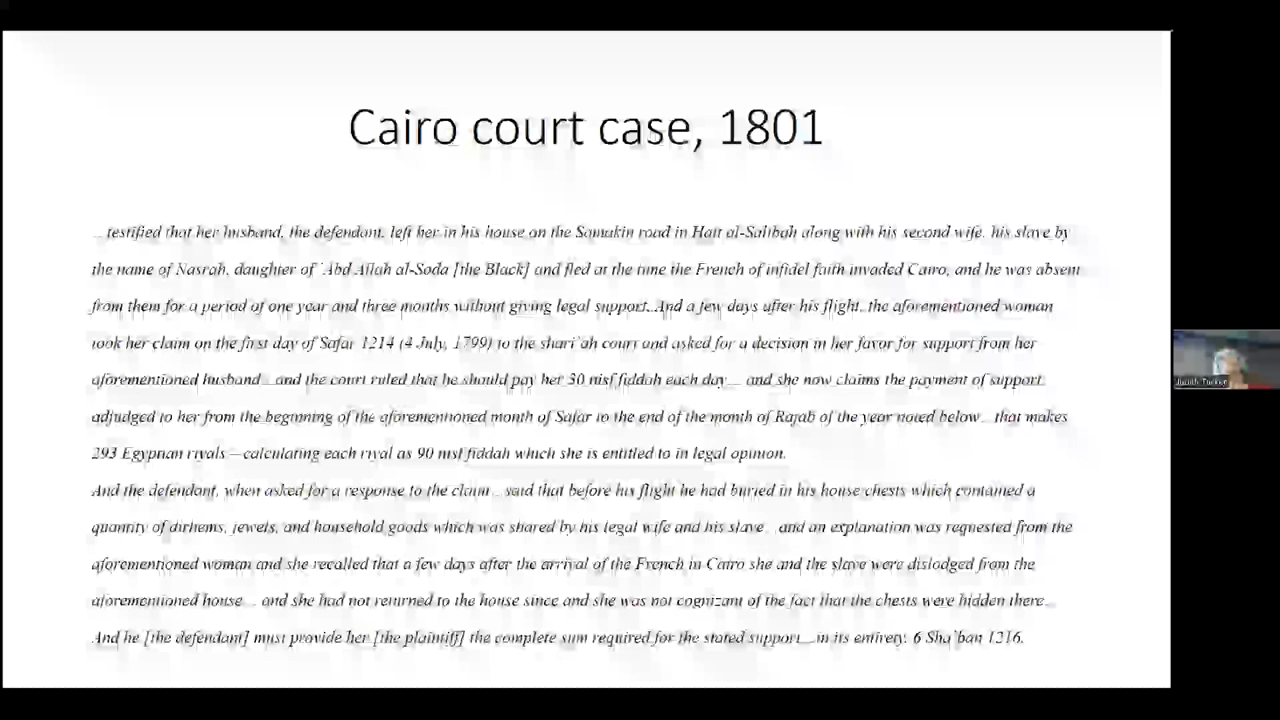 Cairo court case, 1801
... testified that her husband, the defendant, left her in his house on the Samakin road in Hatt al-Salibah along with his second wife, his slave by
the name of Nasrah, daughter of `Abd Allah al-Soda [the Black] and fled at the time the French of infidel faith invaded Cairo, and he was absent
from them for a period of one year and three months without giving legal support...And a few days after his flight, the aforementioned woman
took her claim on the first day of Safar 1214 (4 July, 1799) to the shari`ah court and asked for a decision in her favor for support from her
aforementioned husband... and the court ruled that he should pay her 30 nisf fiddah each day.... and she now claims the payment of support
adjudged to her from the beginning of the aforementioned month of Safar to the end of the month of Rajab of the year noted below... that makes
293 Egyptian riyals – calculating each riyal as 90 nisf fiddah which she is entitled to in legal opinion.
And the defendant, when asked for a response to the claim... said that before his flight he had buried in his house chests which contained a
quantity of dirhems, jewels, and household goods which was shared by his legal wife and his slave... and an explanation was requested from the
aforementioned woman and she recalled that a few days after the arrival of the French in Cairo she and the slave were dislodged from the
aforementioned house... and she had not returned to the house since and she was not cognizant of the fact that the chests were hidden there...
And he [the defendant] must provide her [the plaintiff] the complete sum required for the stated support....in its entirety. 6 Sha`ban 1216.
Judith Tucker